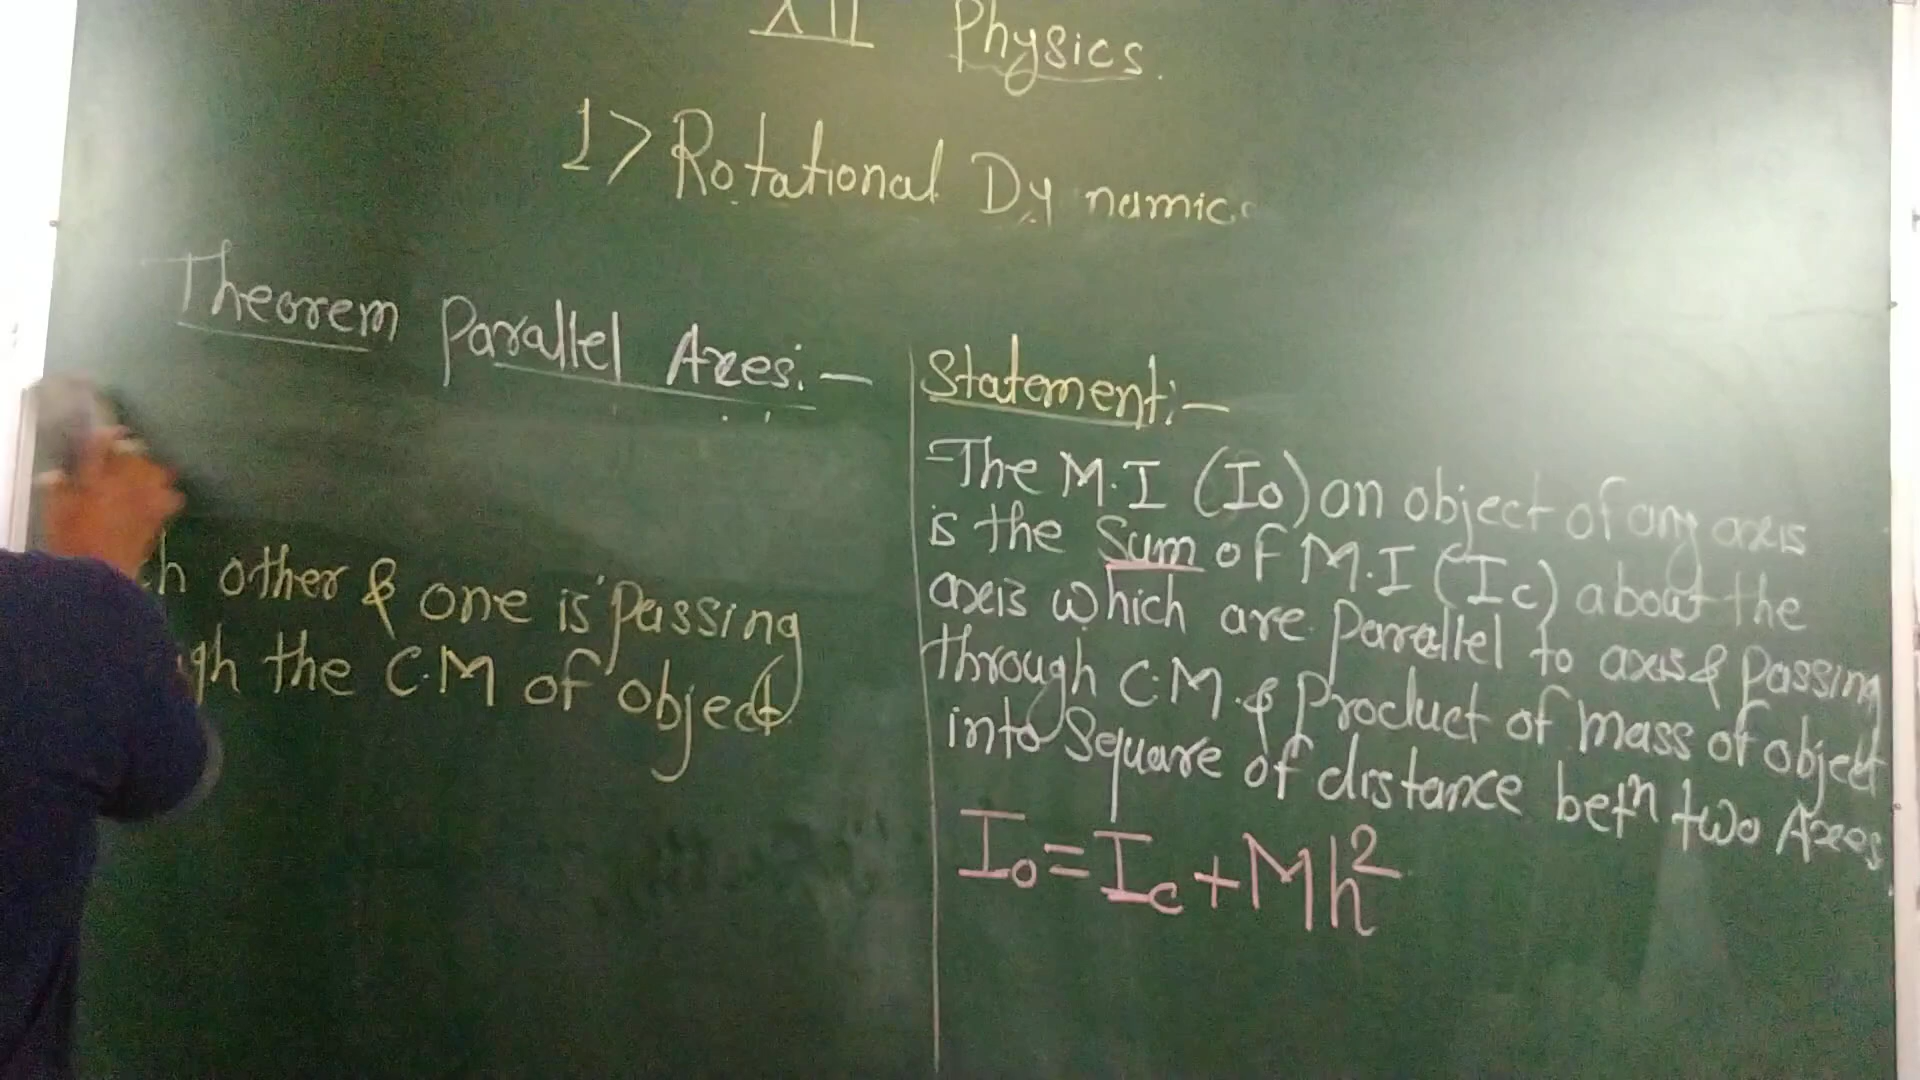 XII Physics.
1> Rotational Dynamic
Theorem Parallel Axes:-
other & one is passing
the C.M of object
Statement:-
-The M.I (Io) on object of any axis
is the Sum of M.I (Ic) about the
axis which are parallel to axis & passing
through C.M. & product of mass of object
into Square of distance betn two Axes
Io=Ic+Mh²